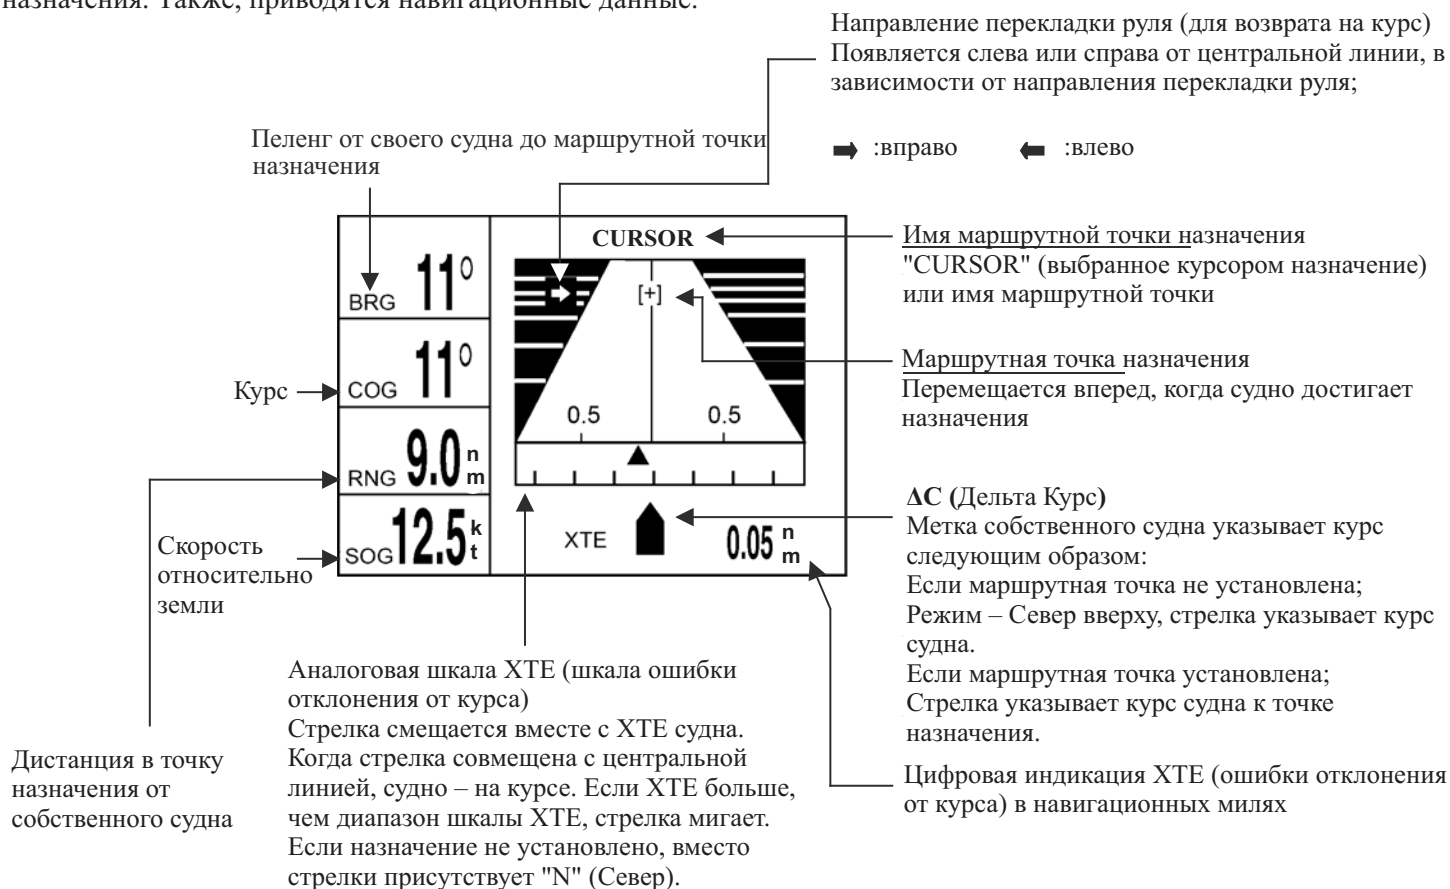 назначения. Также, приводятся навигационные данные.
Направление перекладки руля (для возврата на курс)
Появляется слева или справа от центральной линии, в
зависимости от направления перекладки руля;
:вправо
:влево
Пеленг от своего судна до маршрутной точки
назначения
BRG 11°
COG 11°
RNG 9.0 n m
SOG 12.5 k t
CURSOR
[+]
0.5
0.5
XTE
0.05 n m
Имя маршрутной точки назначения
"CURSOR" (выбранное курсором назначение)
или имя маршрутной точки
Маршрутная точка назначения
Перемещается вперед, когда судно достигает
назначения
Курс
ΔC (Дельта Курс)
Метка собственного судна указывает курс
следующим образом:
Если маршрутная точка не установлена;
Режим – Север вверху, стрелка указывает курс
судна.
Если маршрутная точка установлена;
Стрелка указывает курс судна к точке
назначения.
Скорость
относительно
земли
Аналоговая шкала XTE (шкала ошибки
отклонения от курса)
Стрелка смещается вместе с XTE судна.
Когда стрелка совмещена с центральной
линией, судно – на курсе. Если XTE больше,
чем диапазон шкалы XTE, стрелка мигает.
Если назначение не установлено, вместо
стрелки присутствует "N" (Север).
Дистанция в точку
назначения от
собственного судна
Цифровая индикация XTE (ошибки отклонения
от курса) в навигационных милях